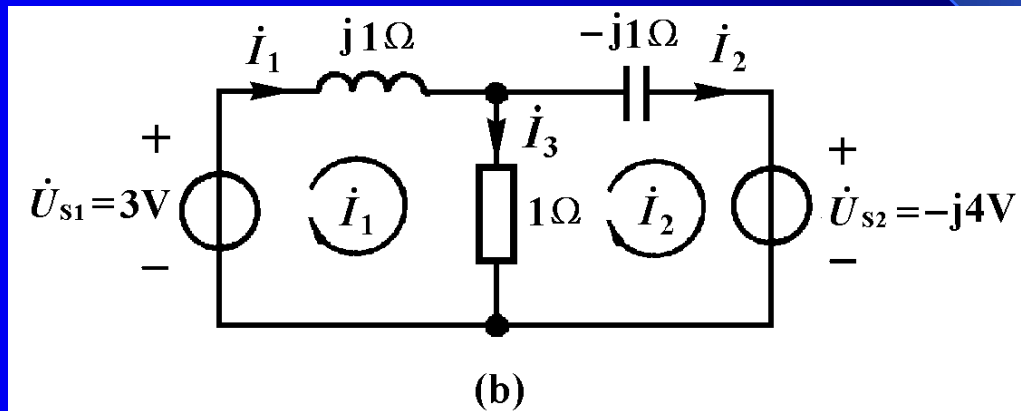 İ₁ j1Ω −j1Ω İ₂
+ İ₃ +
U̇s1=3V İ₁ 1Ω İ₂ U̇s2=−j4V
− −
(b)